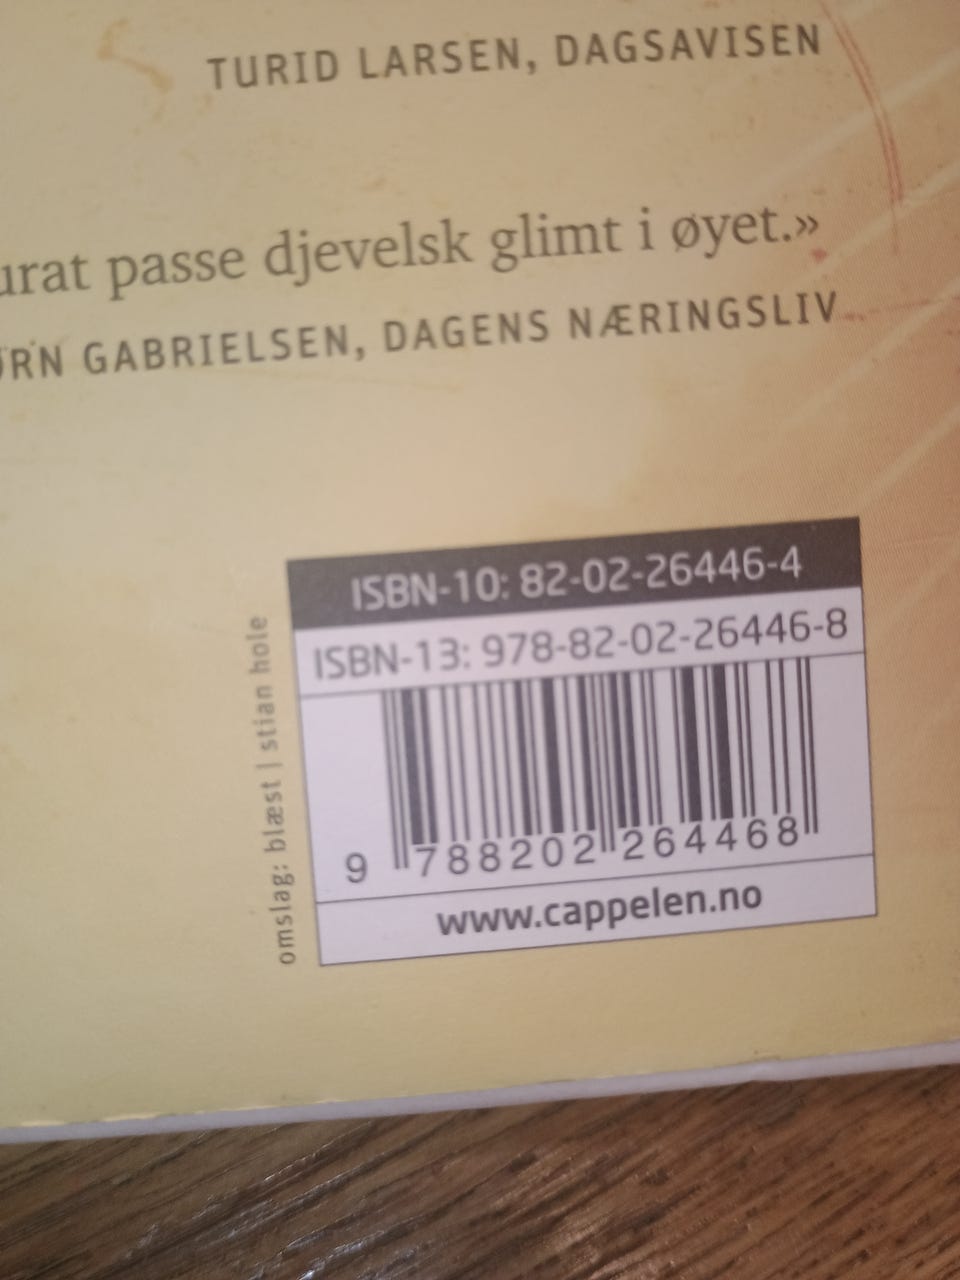 TURID LARSEN, DAGSAVISEN
passe djevelsk glimt i øyet.»
GABRIELSEN, DAGENS NÆRINGSLIV
ISBN-10: 82-02-26446-4
ISBN-13: 978-82-02-26446-8
9 788202 264468
www.cappelen.no
omslag: blæst | stian hole